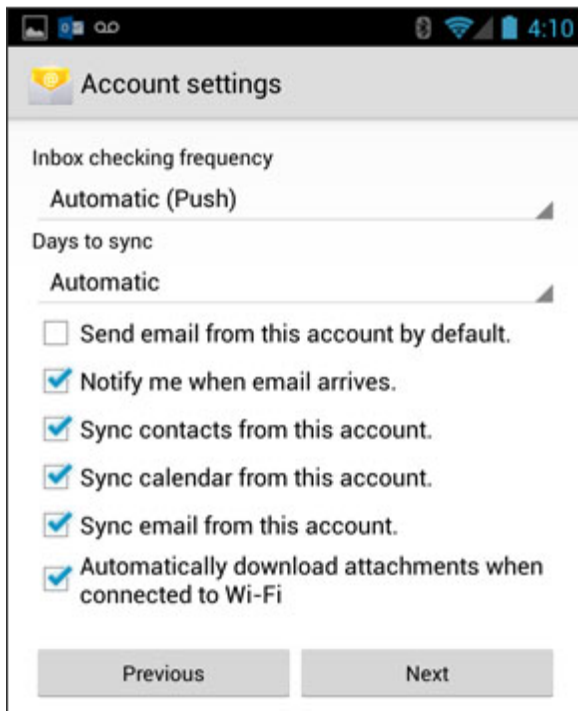 4:10
Account settings
Inbox checking frequency
Automatic (Push)
Days to sync
Automatic
Send email from this account by default.
Notify me when email arrives.
Sync contacts from this account.
Sync calendar from this account.
Sync email from this account.
Automatically download attachments when
connected to Wi-Fi
Previous Next